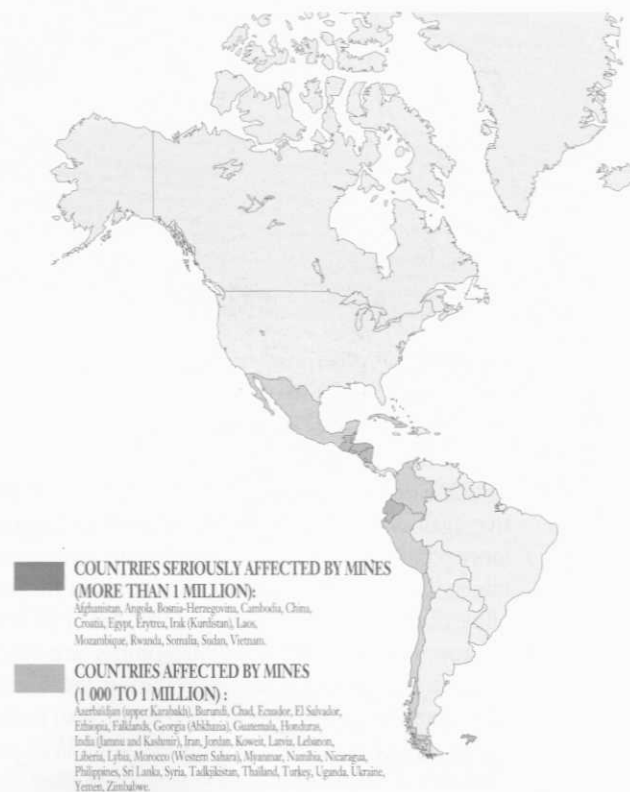 COUNTRIES SERIOUSLY AFFECTED BY MINES
(MORE THAN 1 MILLION):
Afghanistan, Angola, Bosnia-Herzegovina, Cambodia, China,
Croatia, Egypt, Erytrea, Irak (Kurdistan), Laos,
Mozambique, Rwanda, Somalia, Sudan, Vietnam.
COUNTRIES AFFECTED BY MINES
(1 000 TO 1 MILLION) :
Azerbaïdjan (upper Karabakh), Burundi, Chad, Ecuador, El Salvador,
Ethiopia, Falklands, Georgia (Abkhazia), Guatemala, Honduras,
India (Jammu and Kashmir), Iran, Jordan, Koweit, Latvia, Lebanon,
Liberia, Lybia, Morocco (Western Sahara), Myanmar, Namibia, Nicaragua,
Philippines, Sri Lanka, Syria, Tadkjikistan, Thaïland, Turkey, Uganda, Ukraine,
Yemen, Zimbabwe.